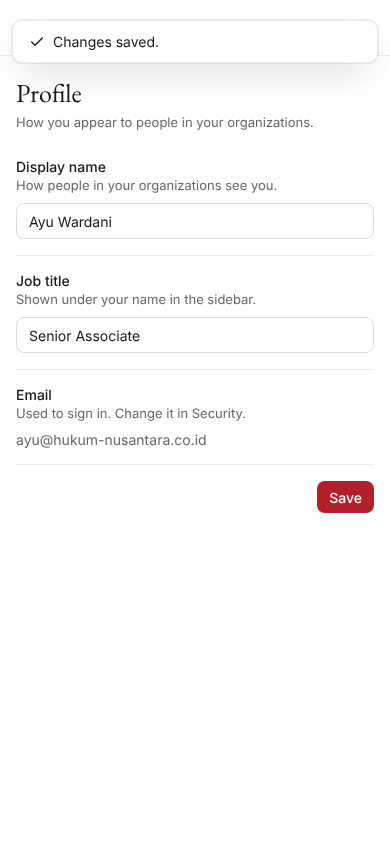 Changes saved.
Profile
How you appear to people in your organizations.
Display name
How people in your organizations see you.
Ayu Wardani
Job title
Shown under your name in the sidebar.
Senior Associate
Email
Used to sign in. Change it in Security.
ayu@hukum-nusantara.co.id
Save